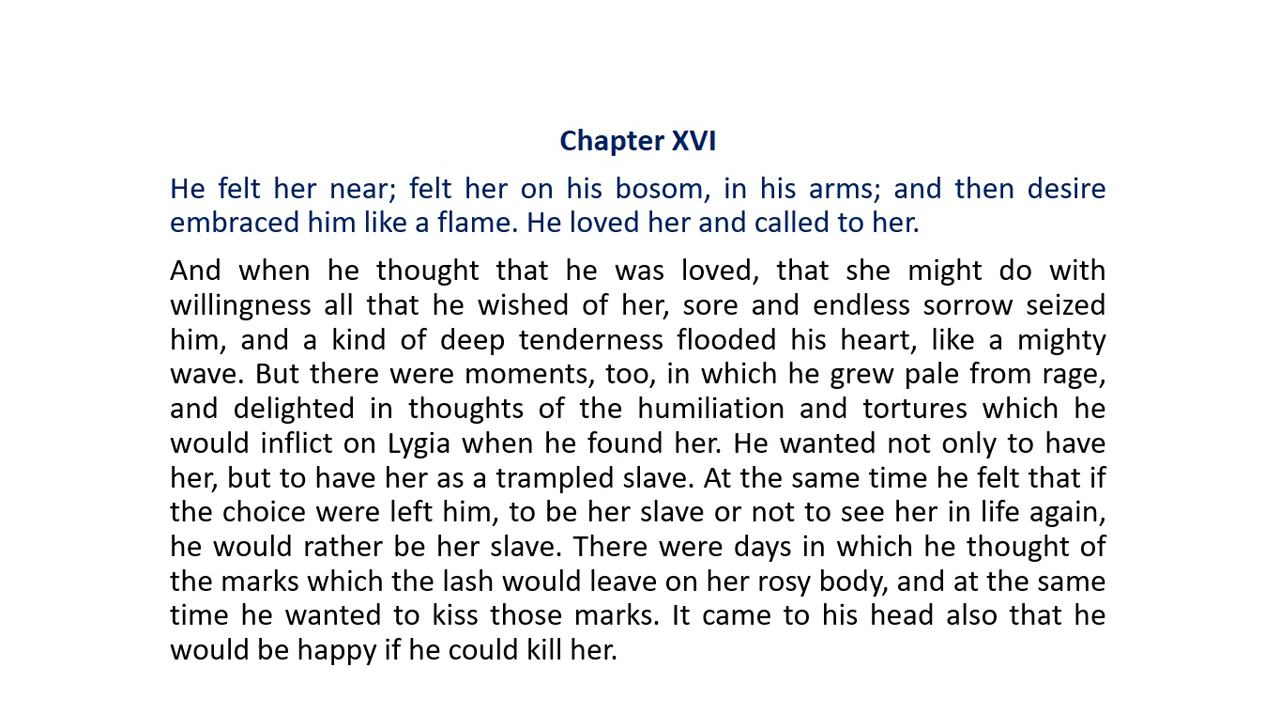 Chapter XVI
He felt her near; felt her on his bosom, in his arms; and then desire
embraced him like a flame. He loved her and called to her.
And when he thought that he was loved, that she might do with
willingness all that he wished of her, sore and endless sorrow seized
him, and a kind of deep tenderness flooded his heart, like a mighty
wave. But there were moments, too, in which he grew pale from rage,
and delighted in thoughts of the humiliation and tortures which he
would inflict on Lygia when he found her. He wanted not only to have
her, but to have her as a trampled slave. At the same time he felt that if
the choice were left him, to be her slave or not to see her in life again,
he would rather be her slave. There were days in which he thought of
the marks which the lash would leave on her rosy body, and at the same
time he wanted to kiss those marks. It came to his head also that he
would be happy if he could kill her.